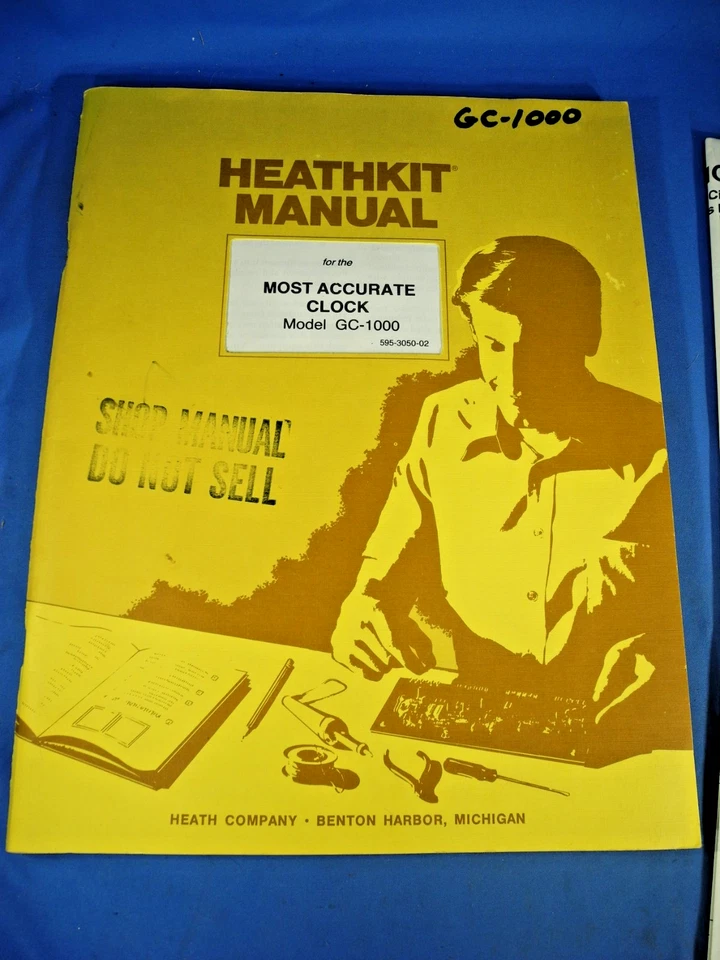 GC-1000
HEATHKIT®
MANUAL
for the
MOST ACCURATE
CLOCK
Model GC-1000
595-3050-02
SHOP MANUAL
DO NOT SELL
HEATH COMPANY • BENTON HARBOR, MICHIGAN